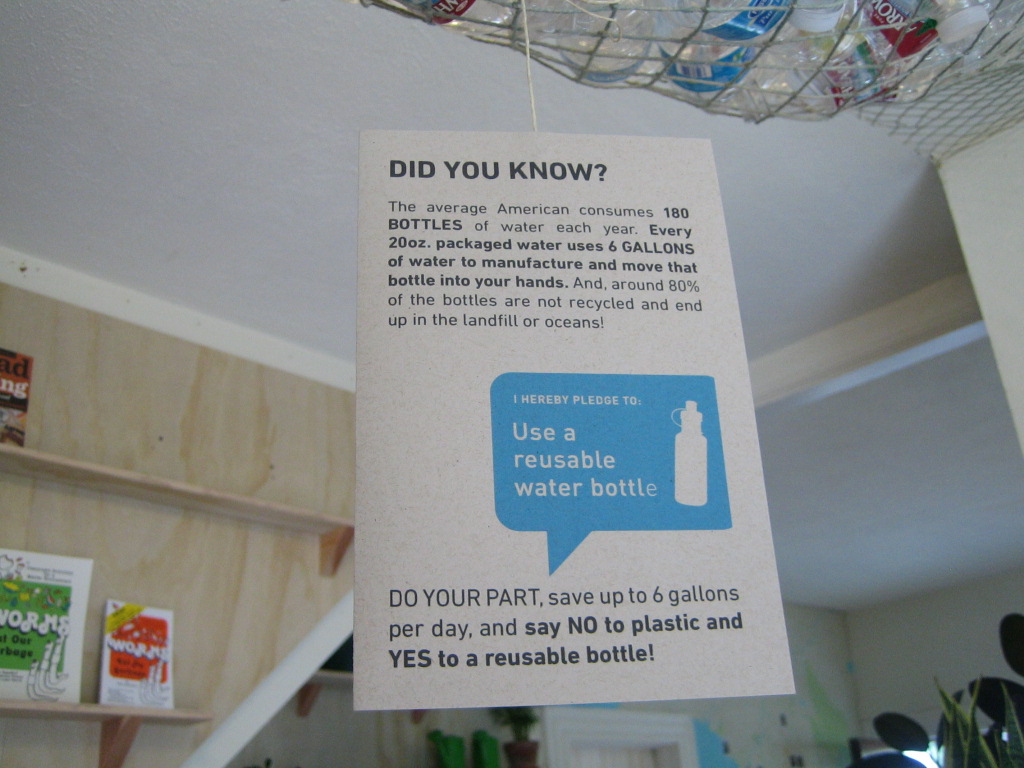 DID YOU KNOW?
The average American consumes 180
BOTTLES of water each year. Every
20oz. packaged water uses 6 GALLONS
of water to manufacture and move that
bottle into your hands. And, around 80%
of the bottles are not recycled and end
up in the landfill or oceans!
I HEREBY PLEDGE TO:
Use a
reusable
water bottle
DO YOUR PART, save up to 6 gallons
per day, and say NO to plastic and
YES to a reusable bottle!
WORMS
WORMS